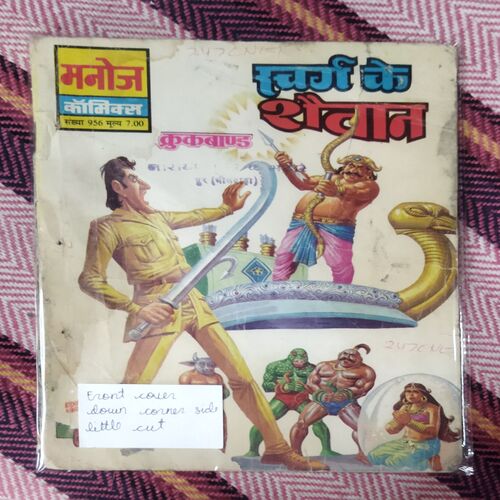 मनोज
कॉमिक्स
संख्या 956 मूल्य 7.00
स्वर्ग के
शैतान
क्रुकबाण्ड
Front cover
down corner side
little cut